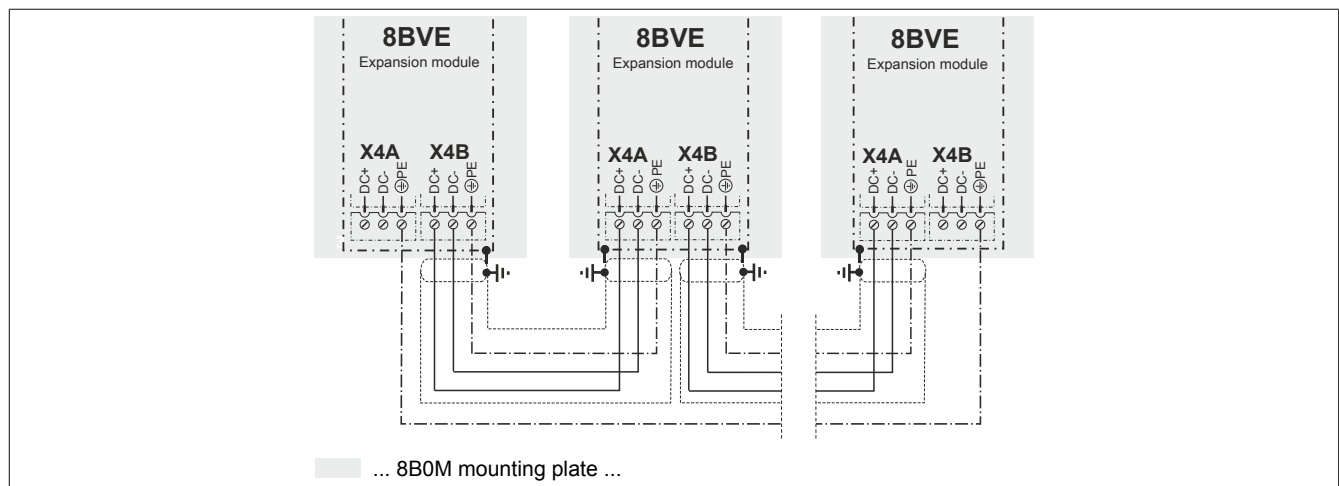 8BVE 8BVE 8BVE
Expansion module Expansion module Expansion module
X4A X4B X4A X4B X4A X4B
DC+ DC- PE DC+ DC- PE DC+ DC- PE DC+ DC- PE DC+ DC- PE DC+ DC- PE
... 8B0M mounting plate ...